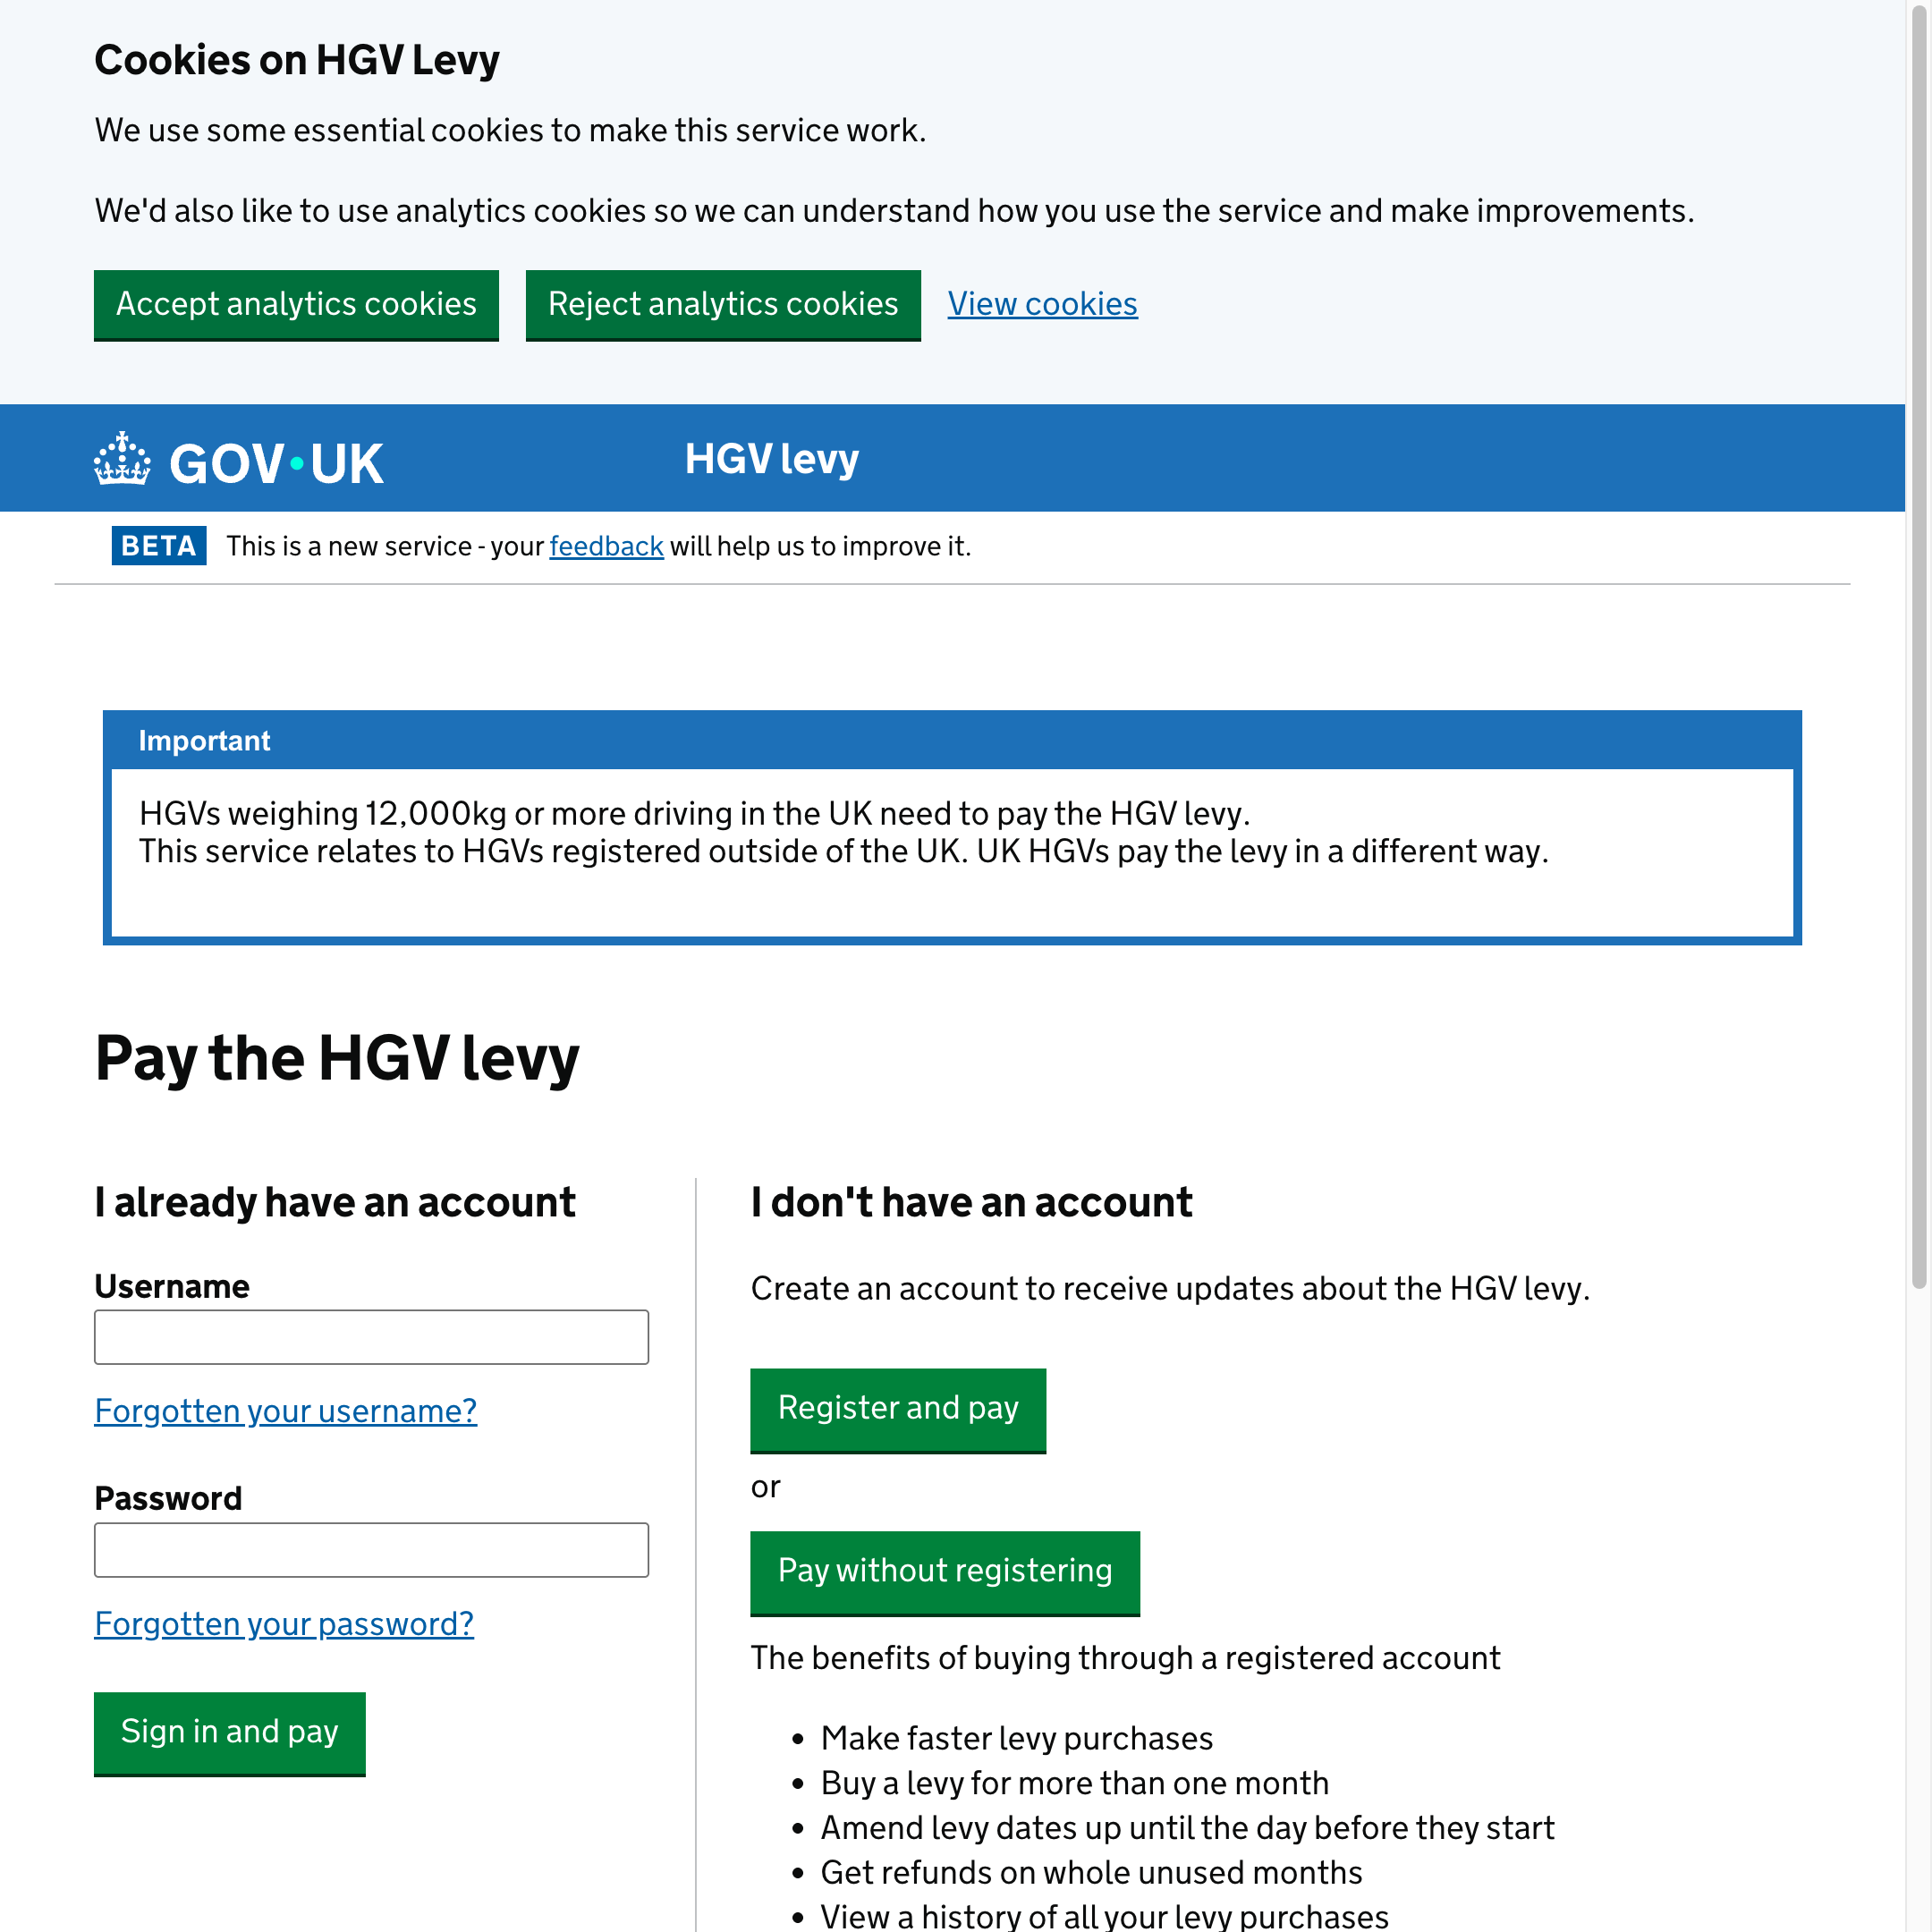 Cookies on HGV Levy
We use some essential cookies to make this service work.
We'd also like to use analytics cookies so we can understand how you use the service and make improvements.
Accept analytics cookies
Reject analytics cookies
View cookies
GOV·UK
HGV levy
BETA
This is a new service - your feedback will help us to improve it.
Important
HGVs weighing 12,000kg or more driving in the UK need to pay the HGV levy.
This service relates to HGVs registered outside of the UK. UK HGVs pay the levy in a different way.
Pay the HGV levy
I already have an account
Username
Forgotten your username?
Password
Forgotten your password?
Sign in and pay
I don't have an account
Create an account to receive updates about the HGV levy.
Register and pay
or
Pay without registering
The benefits of buying through a registered account
• Make faster levy purchases
• Buy a levy for more than one month
• Amend levy dates up until the day before they start
• Get refunds on whole unused months
• View a history of all your levy purchases